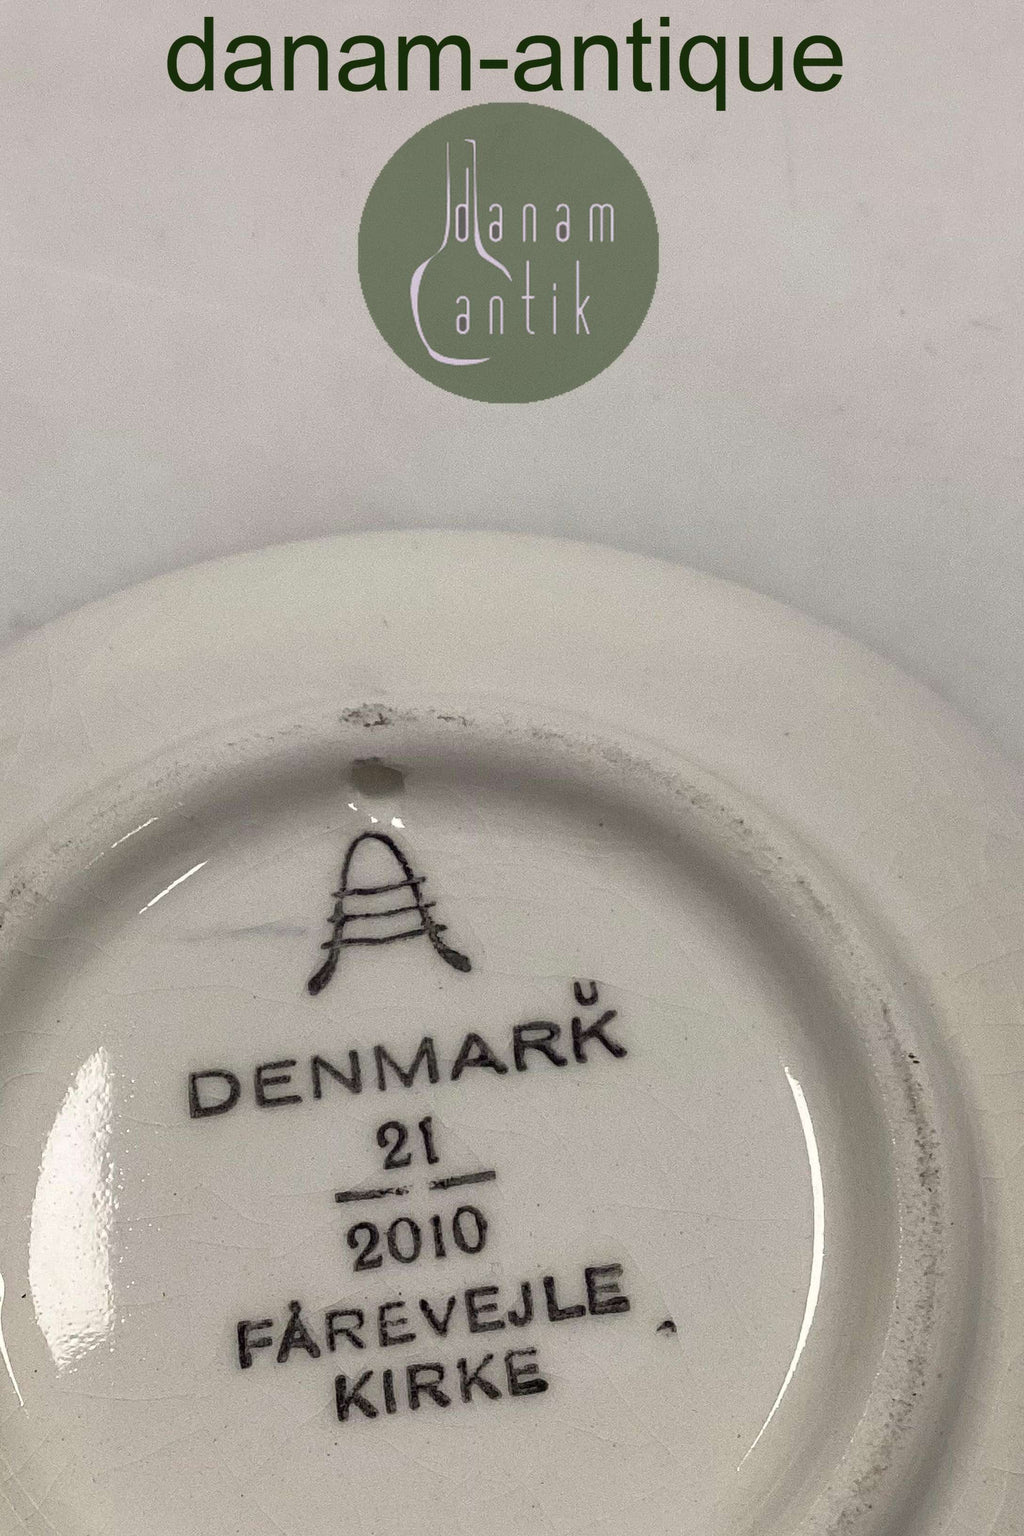 danam-antique
danam
antik
DENMARK
21
2010
FÅREVEJLE
KIRKE